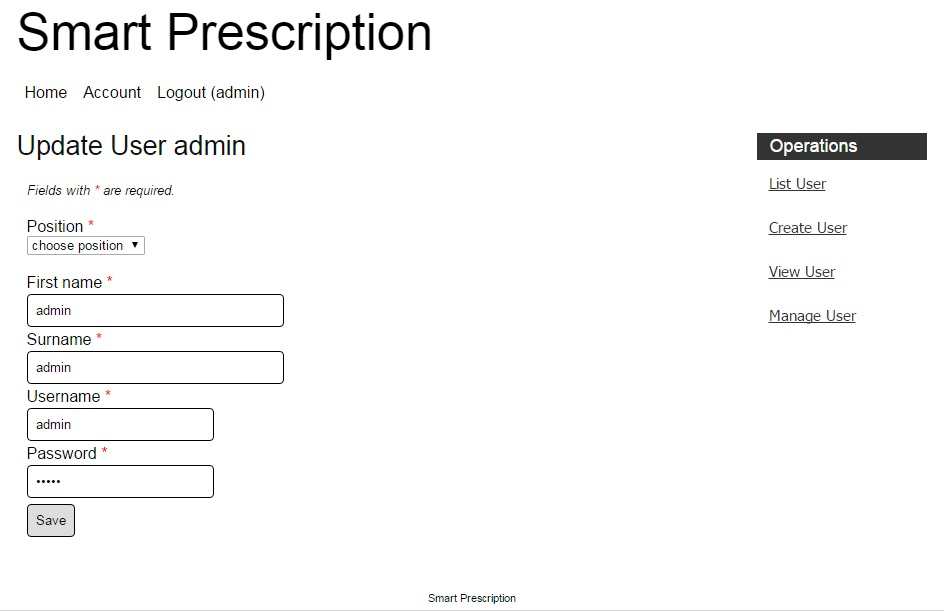 Smart Prescription
Home Account Logout (admin)
Update User admin
Fields with * are required.
Position *
choose position
First name *
admin
Surname *
admin
Username *
admin
Password *
•••••
Save
Operations
List User
Create User
View User
Manage User
Smart Prescription